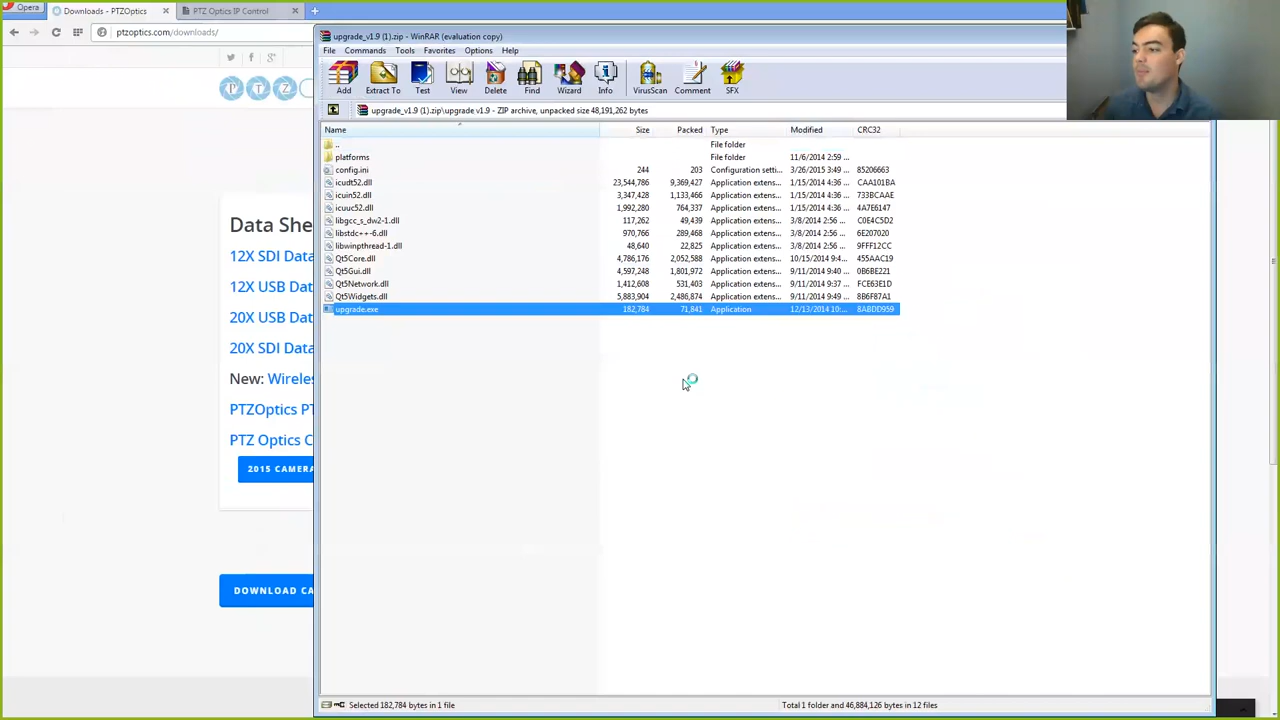 Opera
Downloads - PTZOptics
PTZ Optics IP Control
ptzoptics.com/downloads/
P T Z
Data She
12X SDI Data
12X USB Dat
20X USB Dat
20X SDI Data
New: Wireles
PTZOptics PT
PTZ Optics C
2015 CAMERA
DOWNLOAD CA
upgrade_v1.9 (1).zip - WinRAR (evaluation copy)
File Commands Tools Favorites Options Help
Add Extract To Test View Delete Find Wizard Info VirusScan Comment SFX
upgrade_v1.9 (1).zip\upgrade v1.9 - ZIP archive, unpacked size 48,191,262 bytes
Name Size Packed Type Modified CRC32
.. File folder
platforms File folder 11/6/2014 2:59 ...
config.ini 244 203 Configuration setti... 3/26/2015 3:49 ... 85206663
icudt52.dll 23,544,786 9,369,427 Application extens... 1/15/2014 4:36 ... CAA101BA
icuin52.dll 3,347,428 1,133,466 Application extens... 1/15/2014 4:36 ... 733BCAAE
icuuc52.dll 1,992,280 764,337 Application extens... 1/15/2014 4:36 ... 4A7E6147
libgcc_s_dw2-1.dll 117,262 49,439 Application extens... 3/8/2014 2:56 ... C0E4C5D2
libstdc++-6.dll 970,766 289,468 Application extens... 3/8/2014 2:56 ... 6E207020
libwinpthread-1.dll 48,640 22,825 Application extens... 3/8/2014 2:56 ... 9FFF12CC
Qt5Core.dll 4,786,176 2,052,588 Application extens... 10/15/2014 9:4... 455AAC19
Qt5Gui.dll 4,597,248 1,801,972 Application extens... 9/11/2014 9:40 ... 0B6BE221
Qt5Network.dll 1,412,608 531,403 Application extens... 9/11/2014 9:37 ... FCE63E1D
Qt5Widgets.dll 5,883,904 2,486,874 Application extens... 9/11/2014 9:49 ... 8B6F87A1
upgrade.exe 182,784 71,841 Application 12/13/2014 10:... 8ABDD959
Selected 182,784 bytes in 1 file
Total 1 folder and 46,884,126 bytes in 12 files